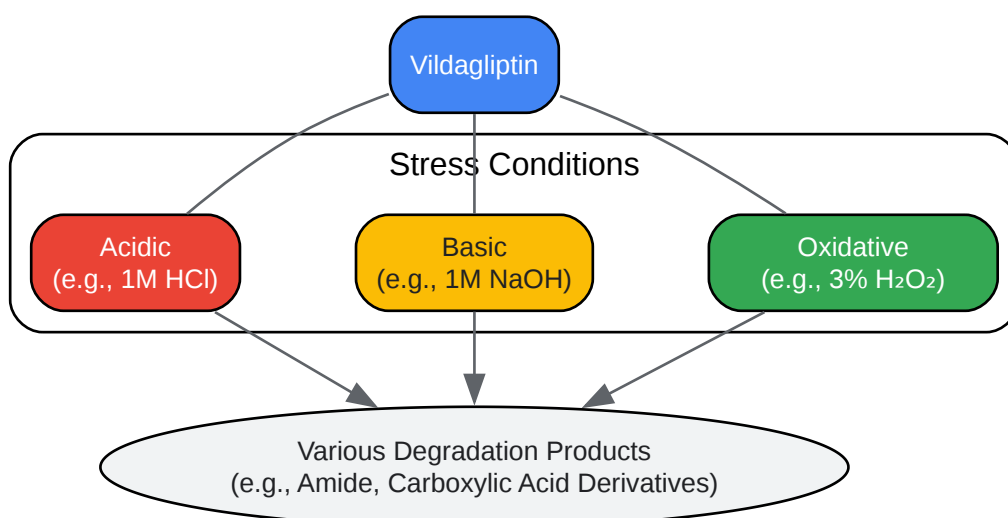 Vildagliptin
Stress Conditions
Acidic
(e.g., 1M HCl)
Basic
(e.g., 1M NaOH)
Oxidative
(e.g., 3% H₂O₂)
Various Degradation Products
(e.g., Amide, Carboxylic Acid Derivatives)